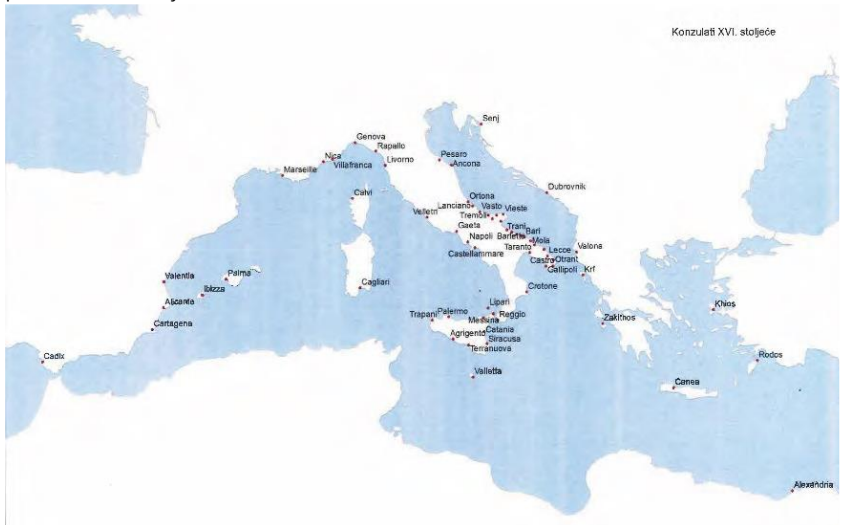 Konzulati XVI. stoljeće
Senj
Genova
Rapallo
Nica
Villafranca
Livorno
Marseille
Pesaro
Ancona
Calvi
Dubrovnik
Ortona
Lanciano
Vasto
Vieste
Tremoli
Velletri
Gaeta
Trani
Bari
Barletta
Mola
Napoli
Taranto
Lecce
Valona
Castellammare
Castro
Otrant
Gallipoli
Krf
Valentia
Palma
Ibizza
Cagliari
Crotone
Alicante
Lipari
Khios
Trapani
Palermo
Messina
Reggio
Zakithos
Cartagena
Catania
Agrigento
Siracusa
Terranuova
Cadix
Rodos
Valletta
Canea
Alexandria